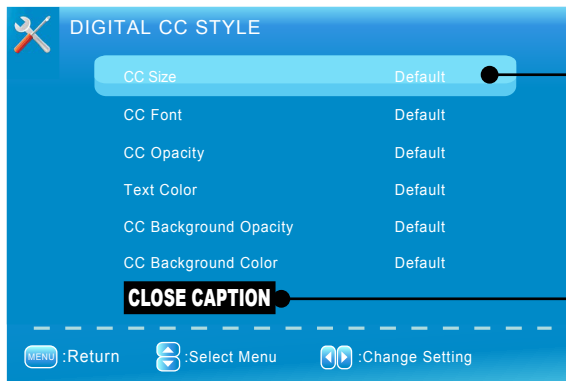 DIGITAL CC STYLE
CC Size Default
CC Font Default
CC Opacity Default
Text Color Default
CC Background Opacity Default
CC Background Color Default
CLOSE CAPTION
MENU :Return :Select Menu :Change Setting